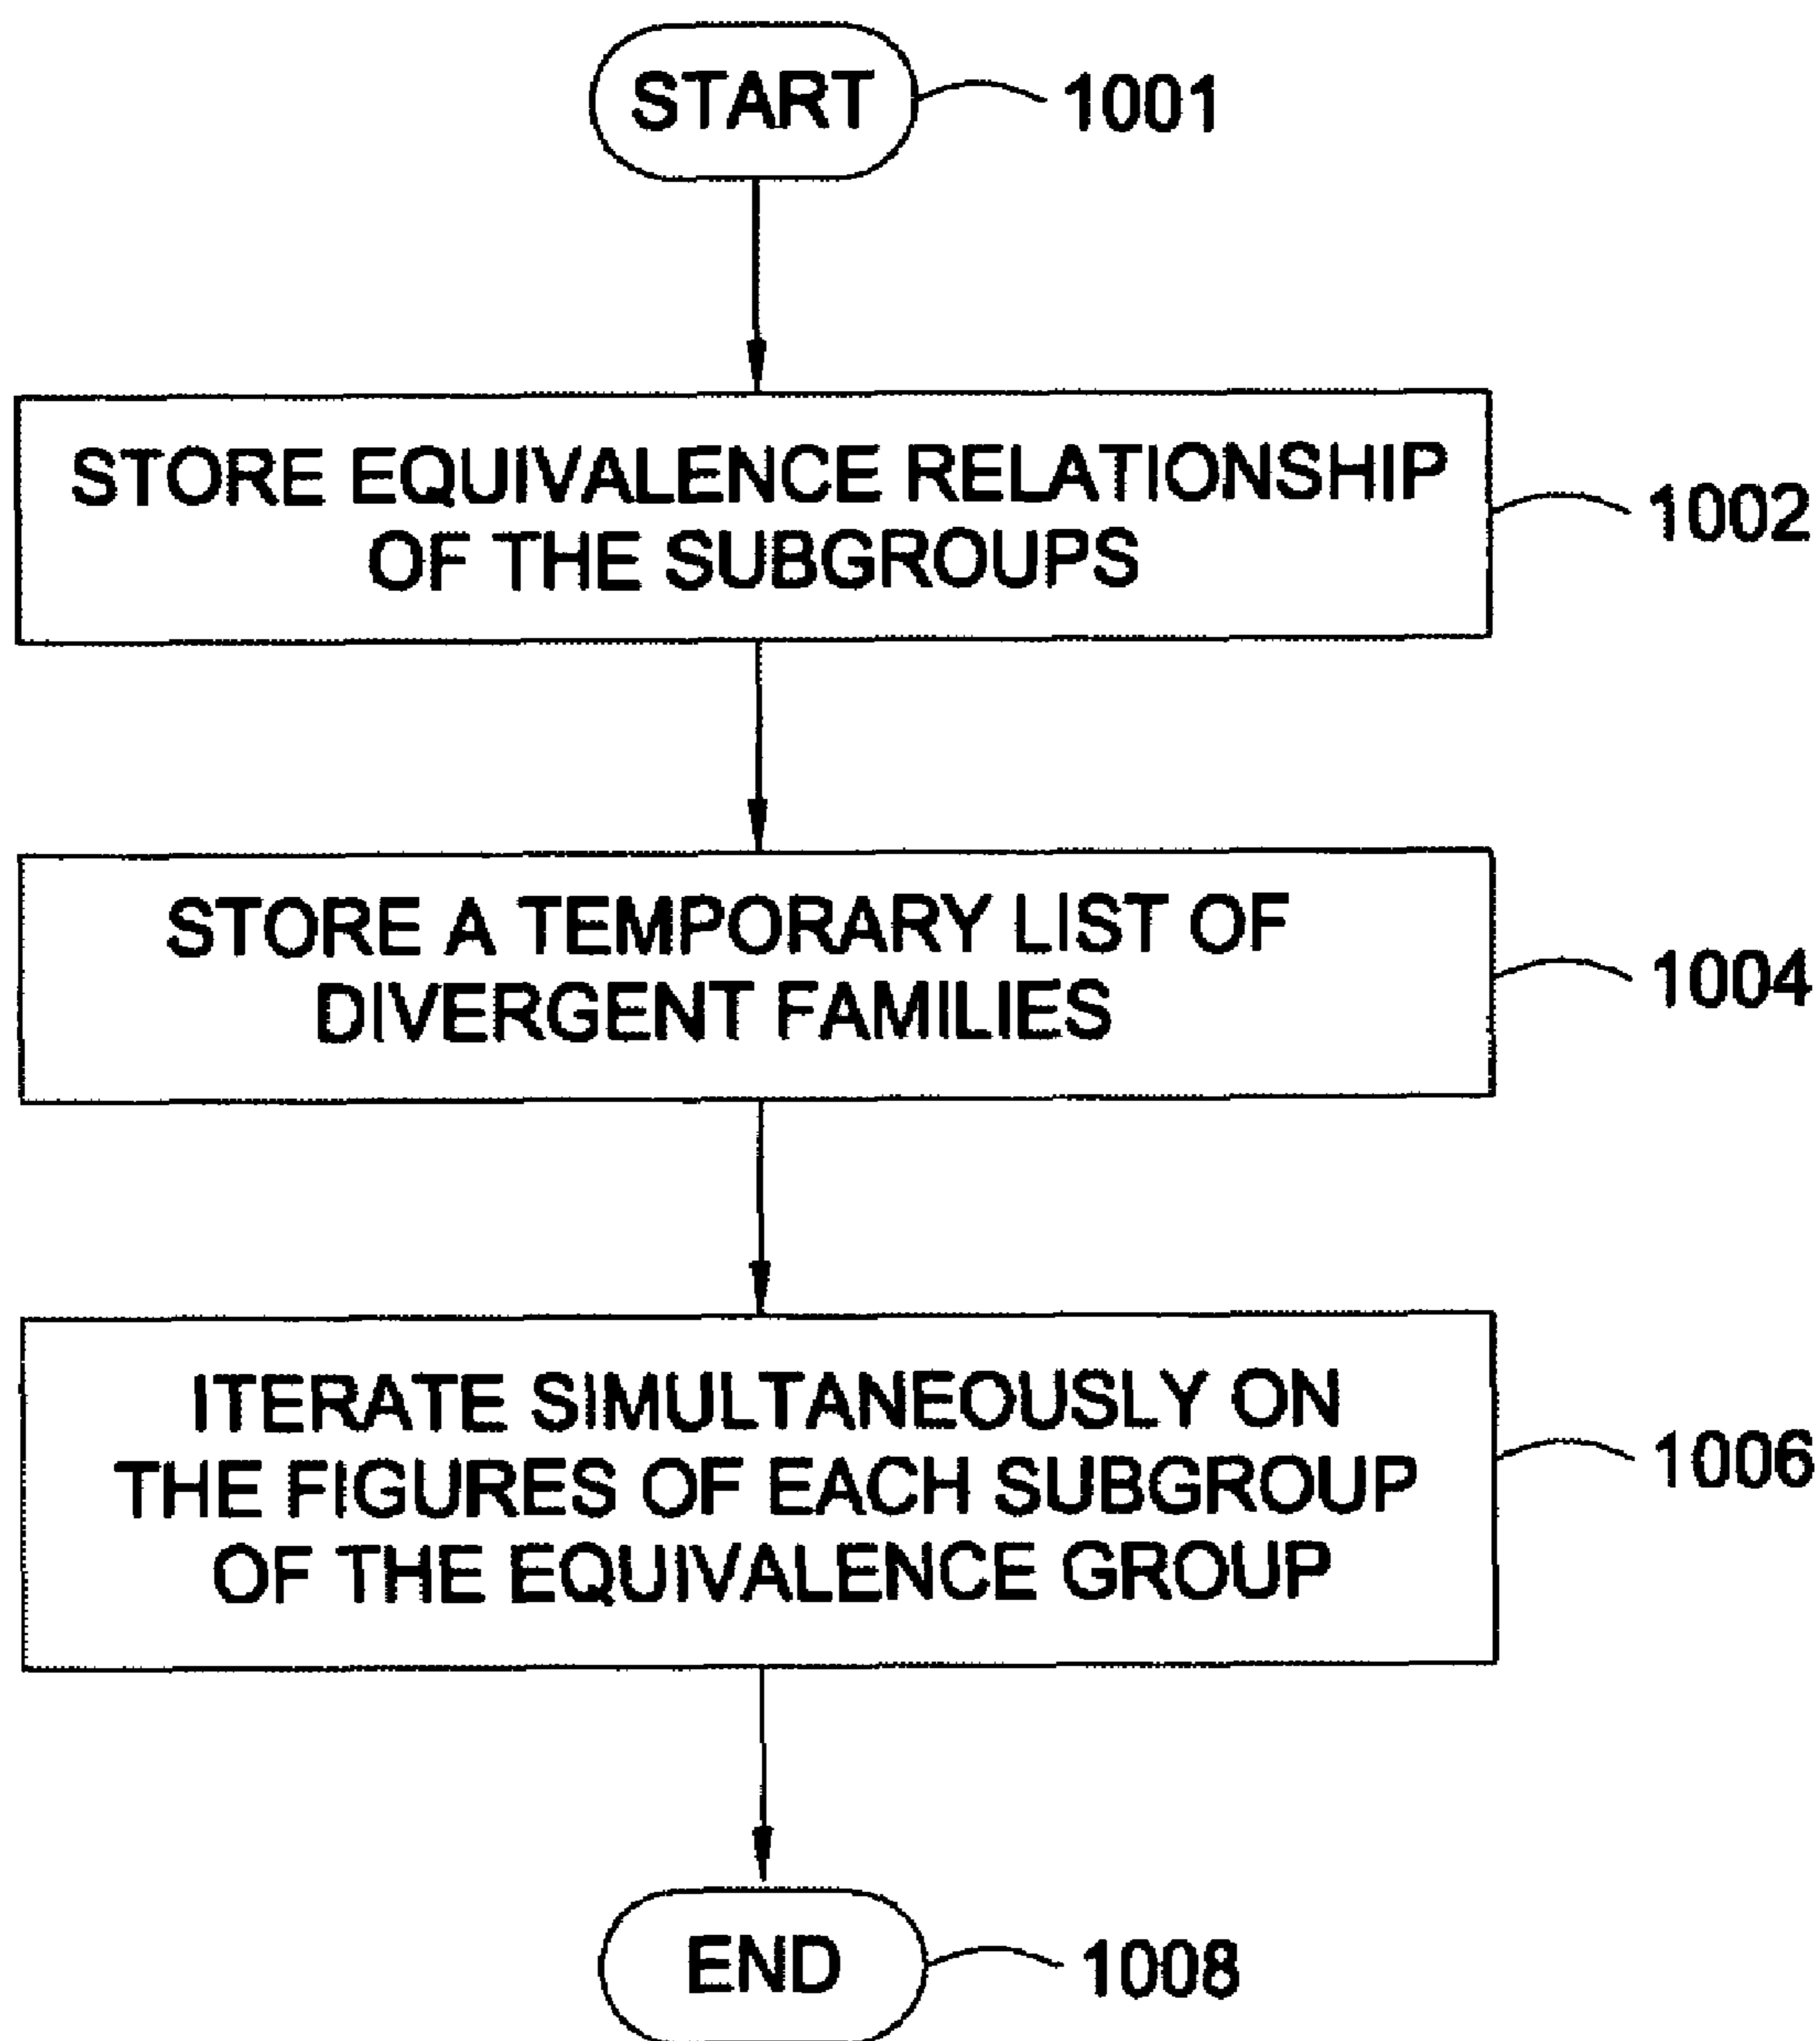 START
1001
STORE EQUIVALENCE RELATIONSHIP
OF THE SUBGROUPS
1002
STORE A TEMPORARY LIST OF
DIVERGENT FAMILIES
1004
ITERATE SIMULTANEOUSLY ON
THE FIGURES OF EACH SUBGROUP
OF THE EQUIVALENCE GROUP
1006
END
1008